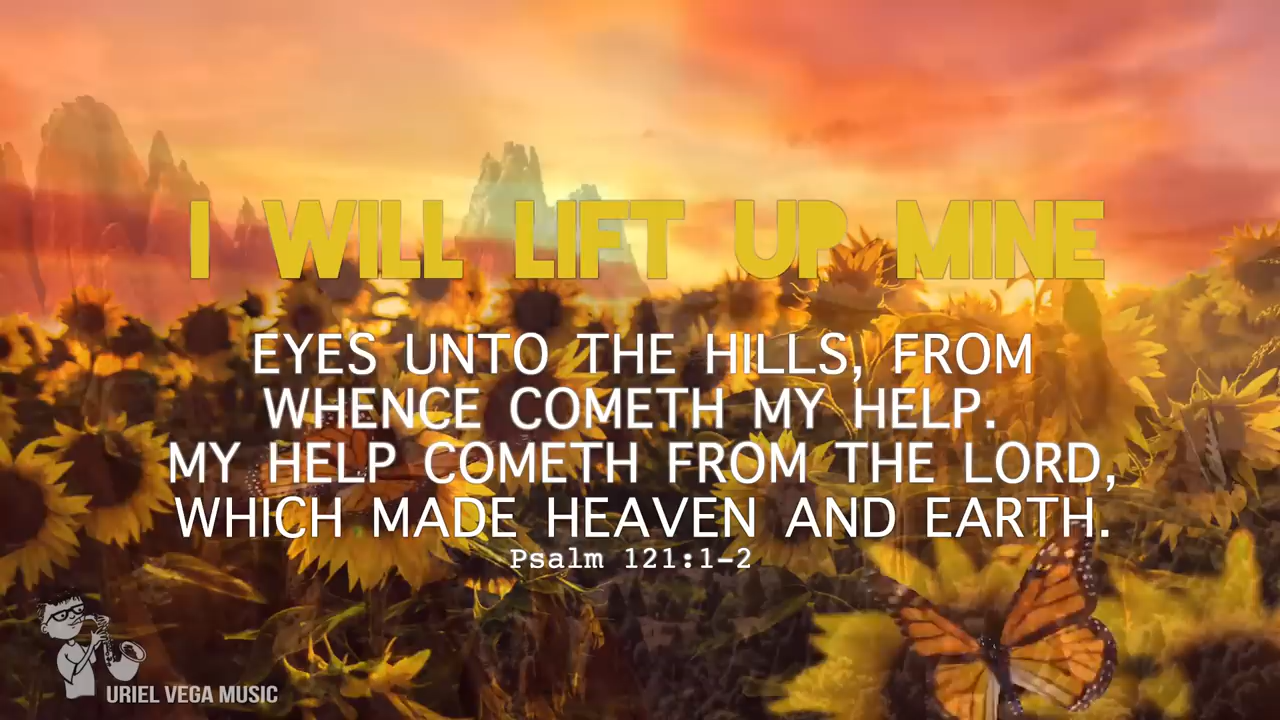 I WILL LIFT UP MINE
EYES UNTO THE HILLS, FROM
WHENCE COMETH MY HELP.
MY HELP COMETH FROM THE LORD,
WHICH MADE HEAVEN AND EARTH.
Psalm 121:1-2
URIEL VEGA MUSIC